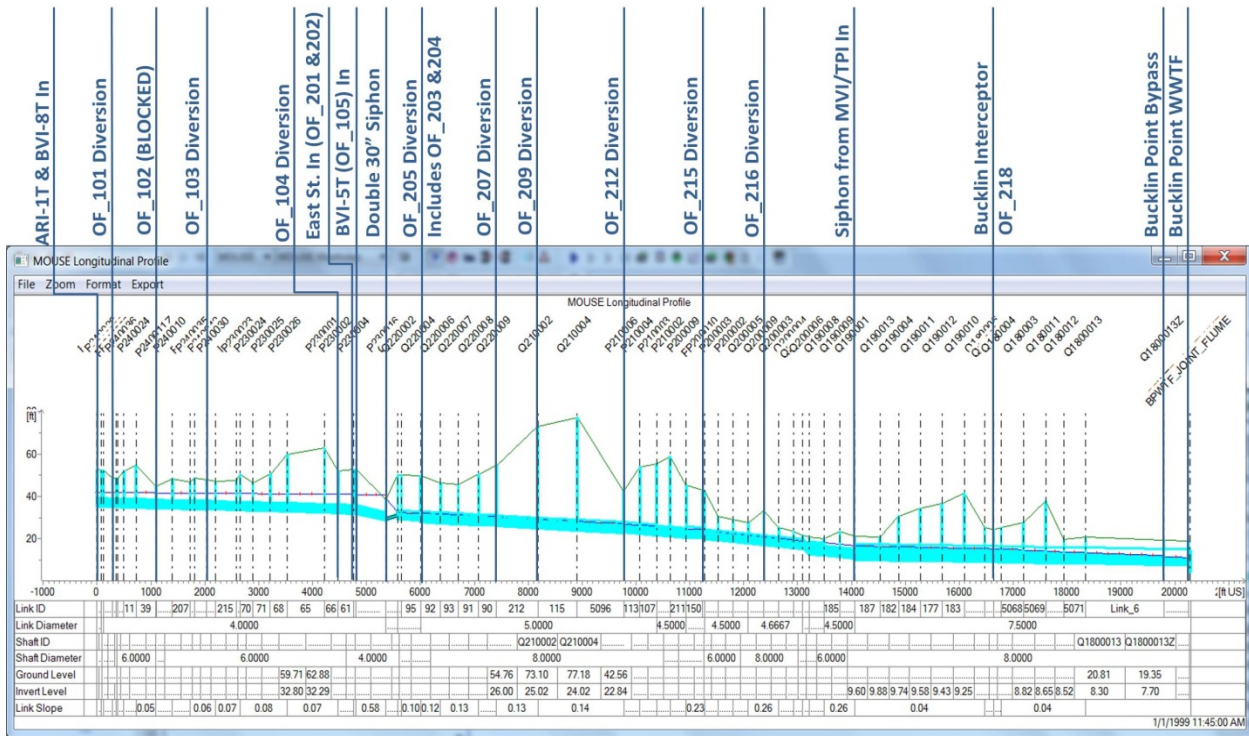 ARI-1T & BVI-8T In
OF_101 Diversion
OF_102 (BLOCKED)
OF_103 Diversion
OF_104 Diversion
East St. In (OF_201 &202)
BVI-5T (OF_105) In
Double 30” Siphon
OF_205 Diversion
Includes OF_203 &204
OF_207 Diversion
OF_209 Diversion
OF_212 Diversion
OF_215 Diversion
OF_216 Diversion
Siphon from MVI/TPI In
Bucklin Interceptor
OF_218
Bucklin Point Bypass
Bucklin Point WWTF
MOUSE Longitudinal Profile
File Zoom Format Export
MOUSE Longitudinal Profile
P240024
P240010
P240030
P230024
P230025
P230026
P230001
P230002
Q220002
Q220004
Q220006
Q220007
Q220008
Q220009
Q210002
Q210004
P210006
P210004
P210003
P210002
P200009
P200003
P200002
Q200005
Q200009
Q190008
Q190009
Q190001
Q190013
Q190004
Q190011
Q190012
Q190010
Q180004
Q180003
Q180011
Q180012
Q1800013
Q1800013Z
BPWTF_JOINT_FLUME
[ft]
60
40
20
-1000 0 1000 2000 3000 4000 5000 6000 7000 8000 9000 10000 11000 12000 13000 14000 15000 16000 17000 18000 19000 20000 [ft US]
Link ID 11 39 207 215 70 71 68 65 66 61 95 92 93 91 90 212 115 5096 113 107 211 150 185 187 182 184 177 183 5068 5069 5071 Link_6
Link Diameter 4.0000 5.0000 4.5000 4.5000 4.6667 4.5000 7.5000
Shaft ID Q210002 Q210004 Q1800013 Q1800013Z
Shaft Diameter 6.0000 6.0000 4.0000 8.0000 6.0000 8.0000 6.0000 8.0000
Ground Level 59.71 62.88 54.76 73.10 77.18 42.56 20.81 19.35
Invert Level 32.80 32.29 26.00 25.02 24.02 22.84 9.60 9.88 9.74 9.58 9.43 9.25 8.82 8.65 8.52 8.30 7.70
Link Slope 0.05 0.06 0.07 0.08 0.07 0.58 0.10 0.12 0.13 0.13 0.14 0.23 0.26 0.26 0.04 0.04
1/1/1999 11:45:00 AM